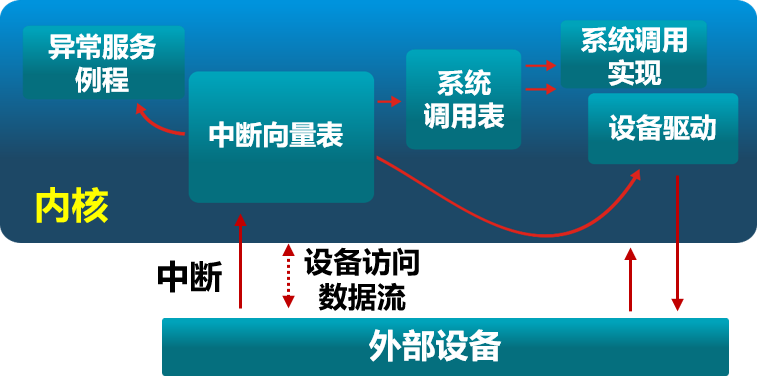 异常服务
例程
中断向量表
系统
调用表
系统调用
实现
设备驱动
内核
中断
设备访问
数据流
外部设备